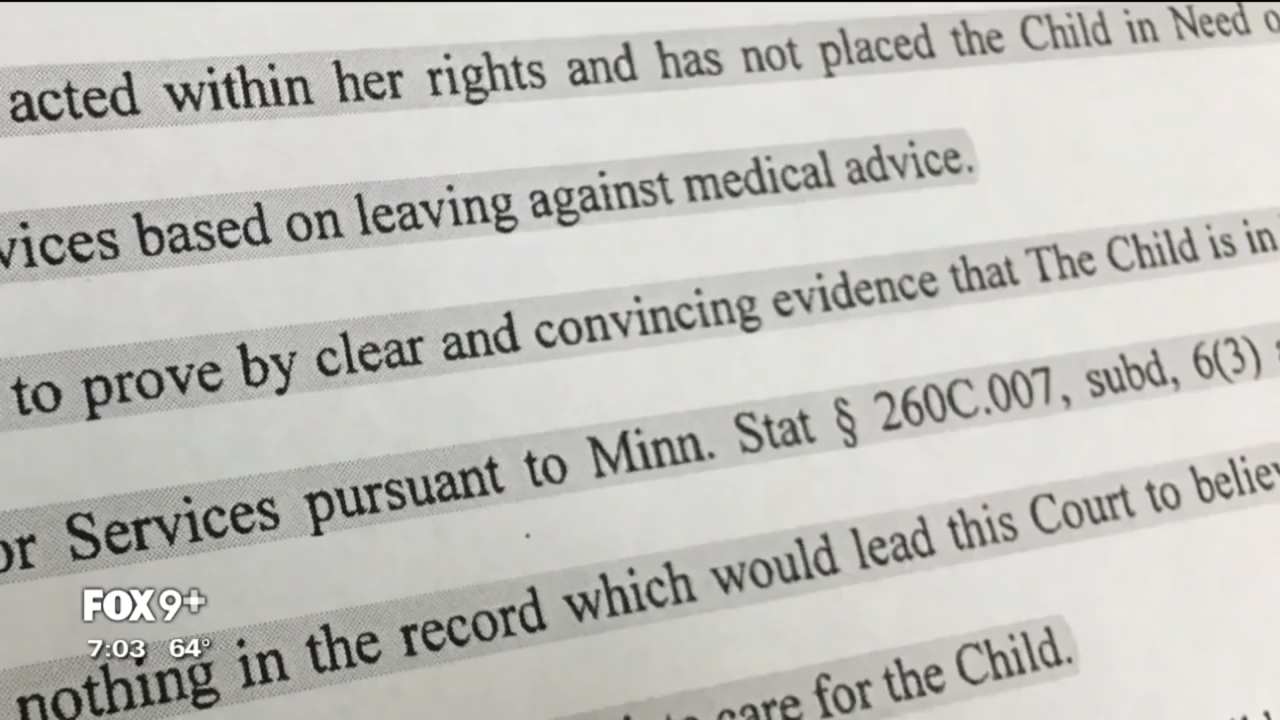 acted within her rights and has not placed the Child in Need
vices based on leaving against medical advice.
to prove by clear and convincing evidence that The Child is in
or Services pursuant to Minn. Stat § 260C.007, subd, 6(3)
nothing in the record which would lead this Court to believ
care for the Child.
FOX 9+
7:03 64°